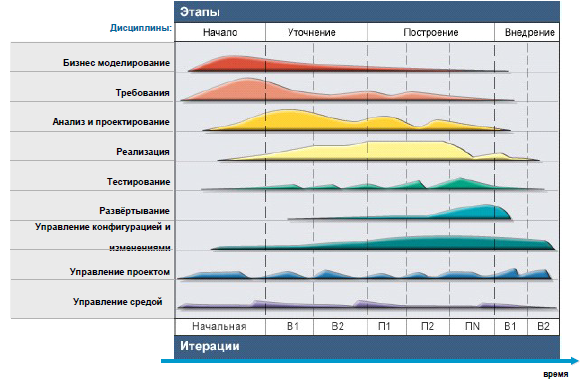 Этапы
Дисциплины:
Начало Уточнение Построение Внедрение
Бизнес моделирование
Требования
Анализ и проектирование
Реализация
Тестирование
Развёртывание
Управление конфигурацией и
изменениями
Управление проектом
Управление средой
Начальная В1 В2 П1 П2 ПN В1 В2
Итерации
время